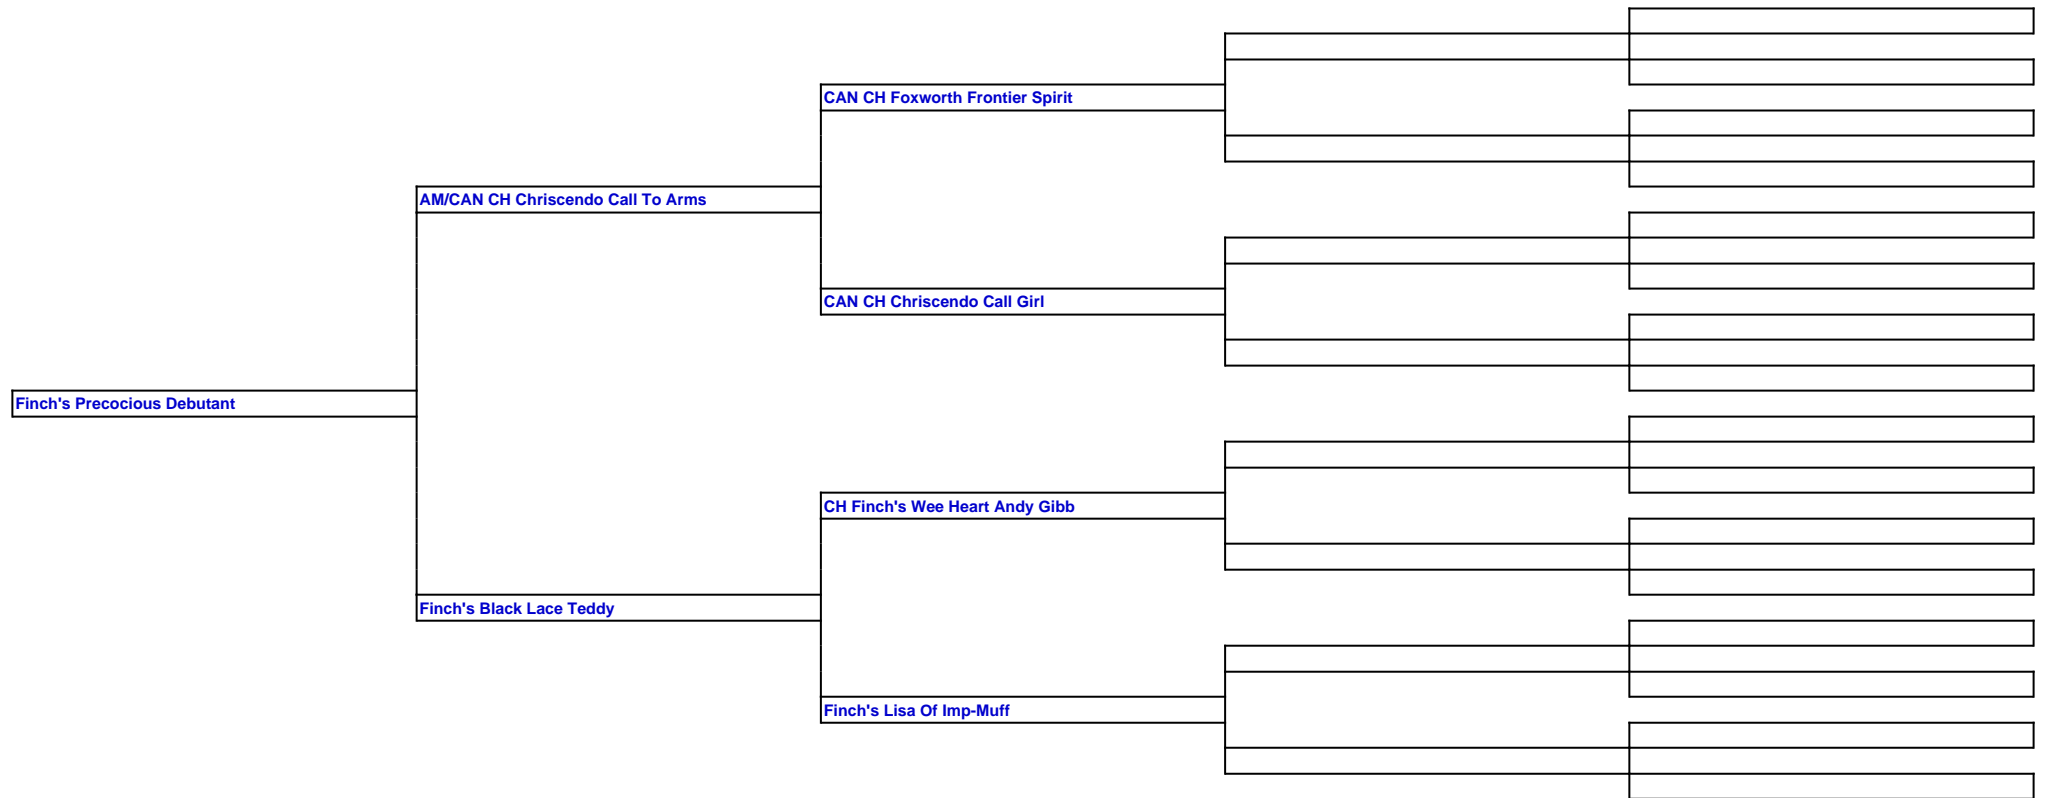 CAN CH Foxworth Frontier Spirit
AM/CAN CH Chriscendo Call To Arms
CAN CH Chriscendo Call Girl
Finch's Precocious Debutant
CH Finch's Wee Heart Andy Gibb
Finch's Black Lace Teddy
Finch's Lisa Of Imp-Muff